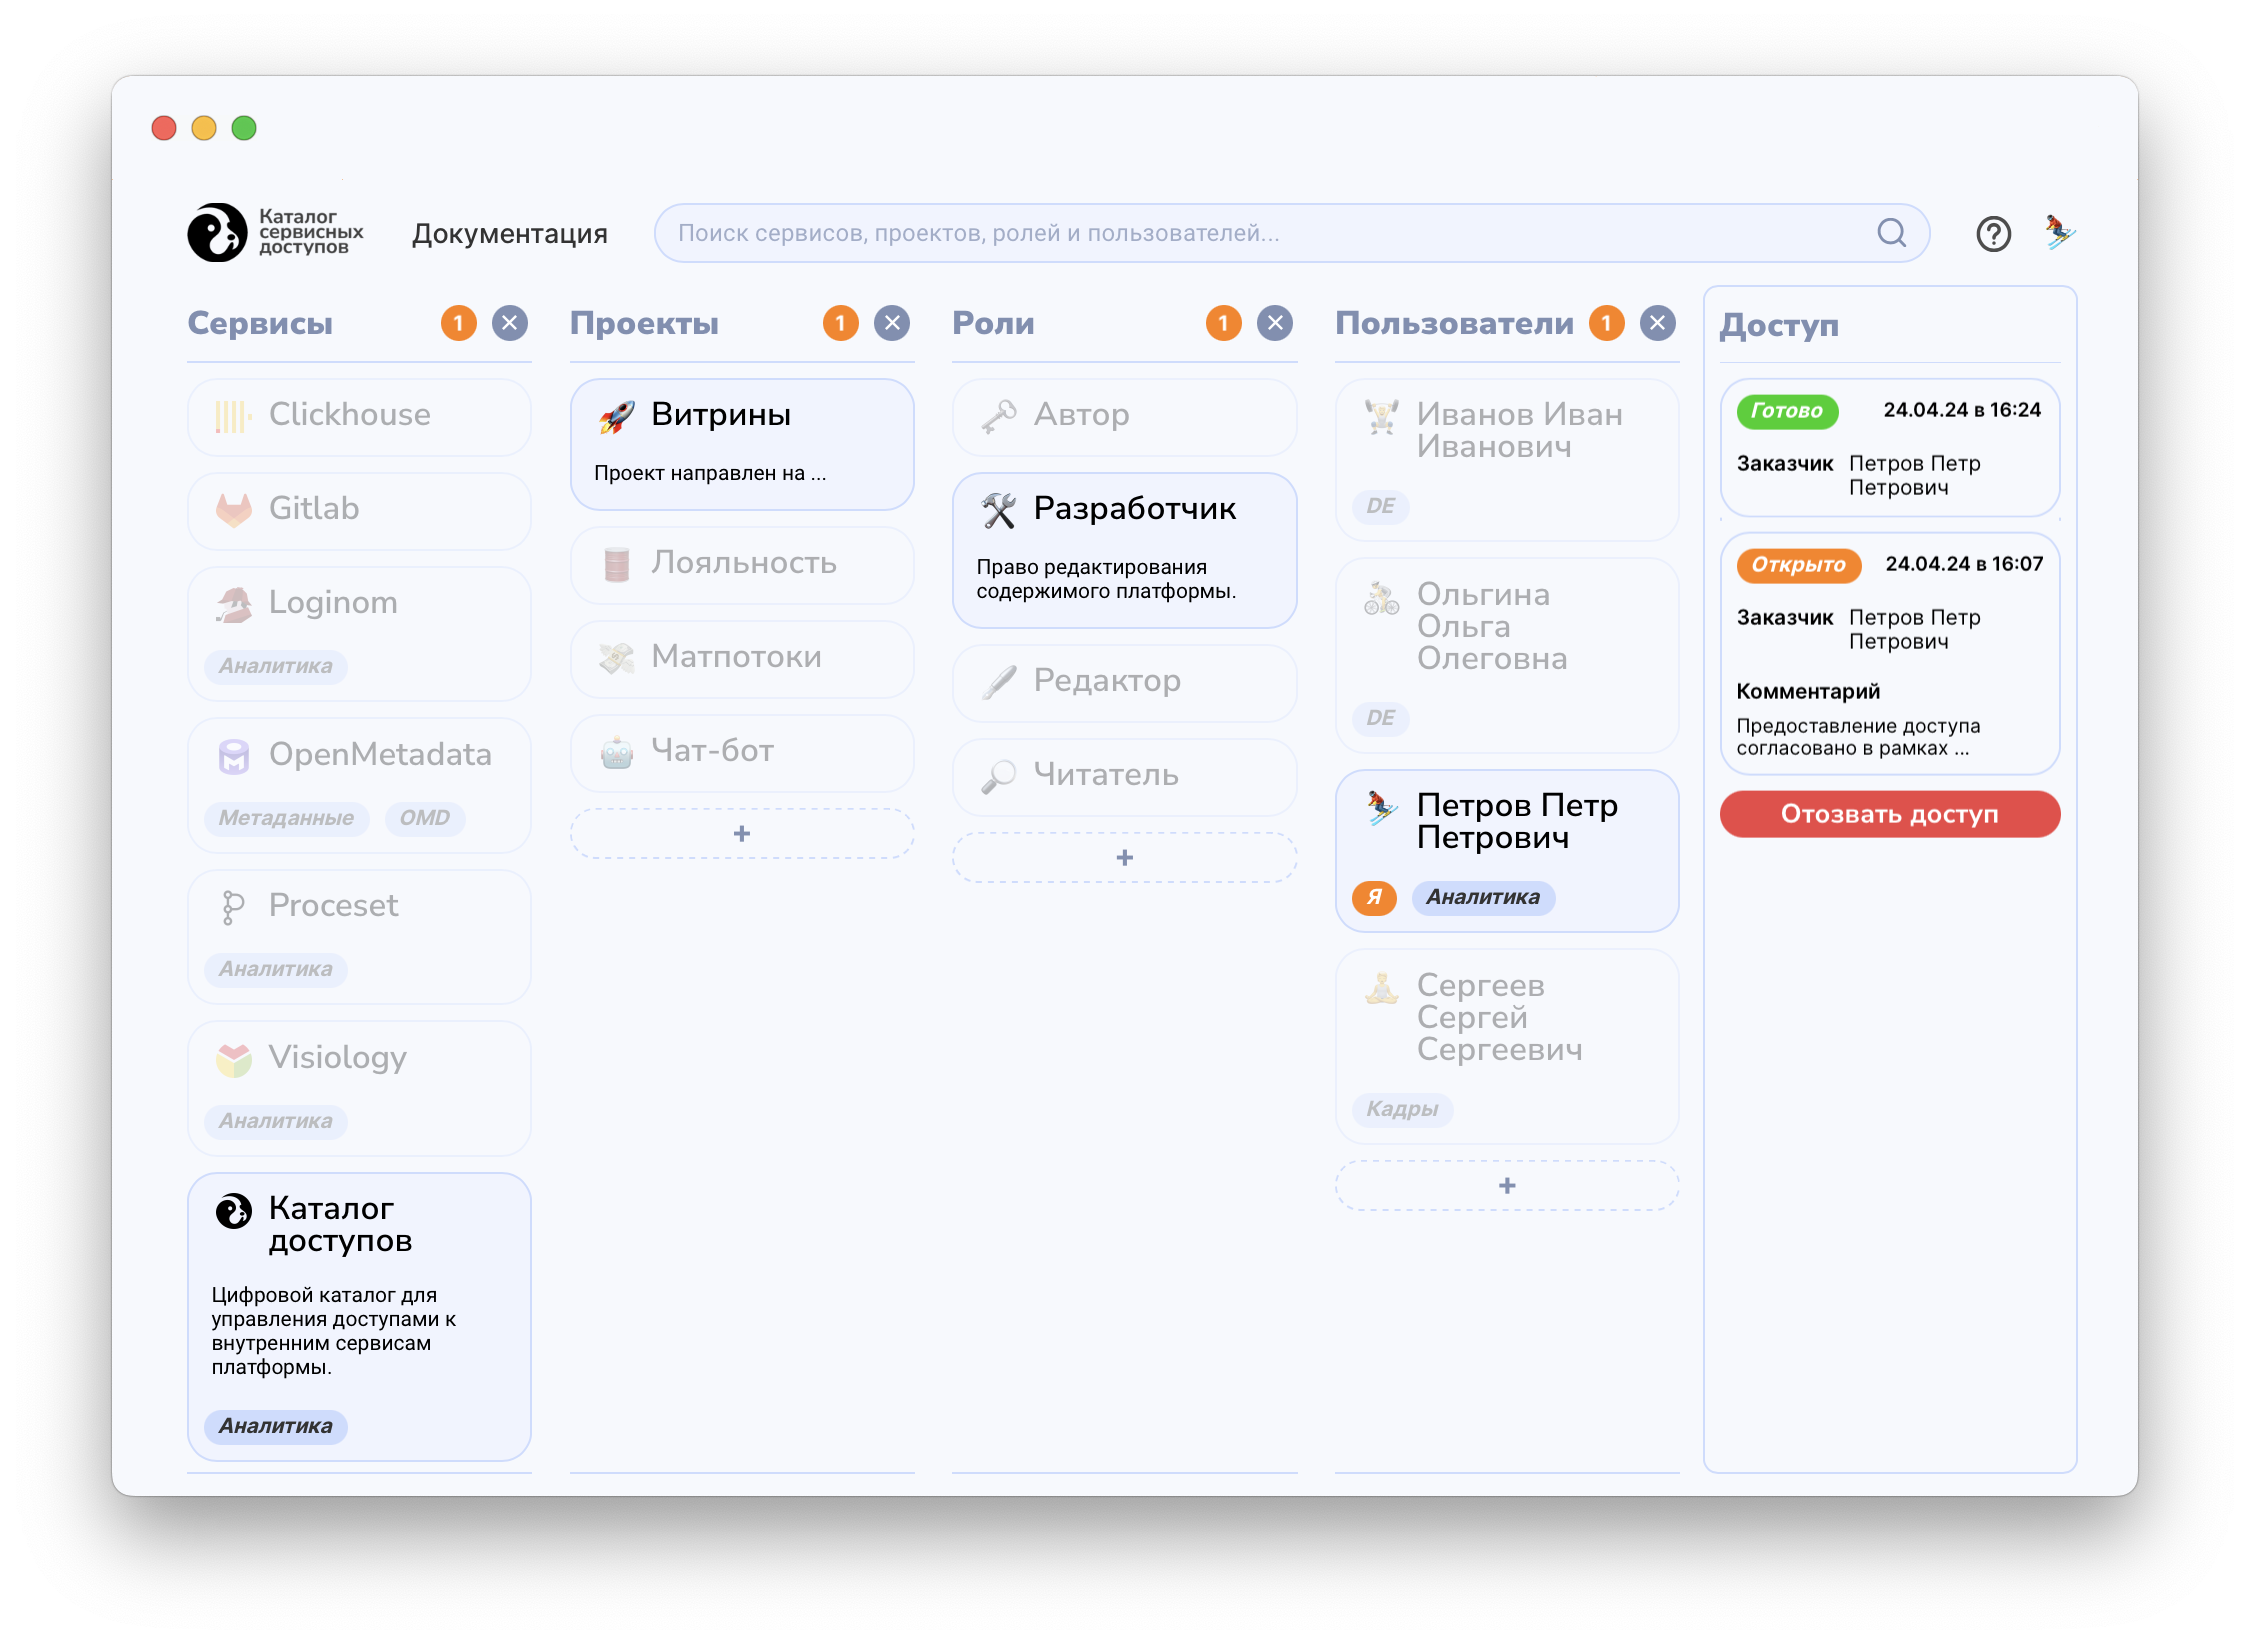 Каталог
сервисных
доступов
Документация
Поиск сервисов, проектов, ролей и пользователей...
Сервисы
1
Clickhouse
Gitlab
Loginom
Аналитика
OpenMetadata
Метаданные
OMD
Proceset
Аналитика
Visiology
Аналитика
Каталог
доступов
Цифровой каталог для
управления доступами к
внутренним сервисам
платформы.
Аналитика
Проекты
1
Витрины
Проект направлен на ...
Лояльность
Матпотоки
Чат-бот
+
Роли
1
Автор
Разработчик
Право редактирования
содержимого платформы.
Редактор
Читатель
+
Пользователи
1
Иванов Иван
Иванович
DE
Ольгина
Ольга
Олеговна
DE
Петров Петр
Петрович
Я
Аналитика
Сергеев
Сергей
Сергеевич
Кадры
+
Доступ
Готово
24.04.24 в 16:24
Заказчик Петров Петр
Петрович
Открыто
24.04.24 в 16:07
Заказчик Петров Петр
Петрович
Комментарий
Предоставление доступа
согласовано в рамках ...
Отозвать доступ